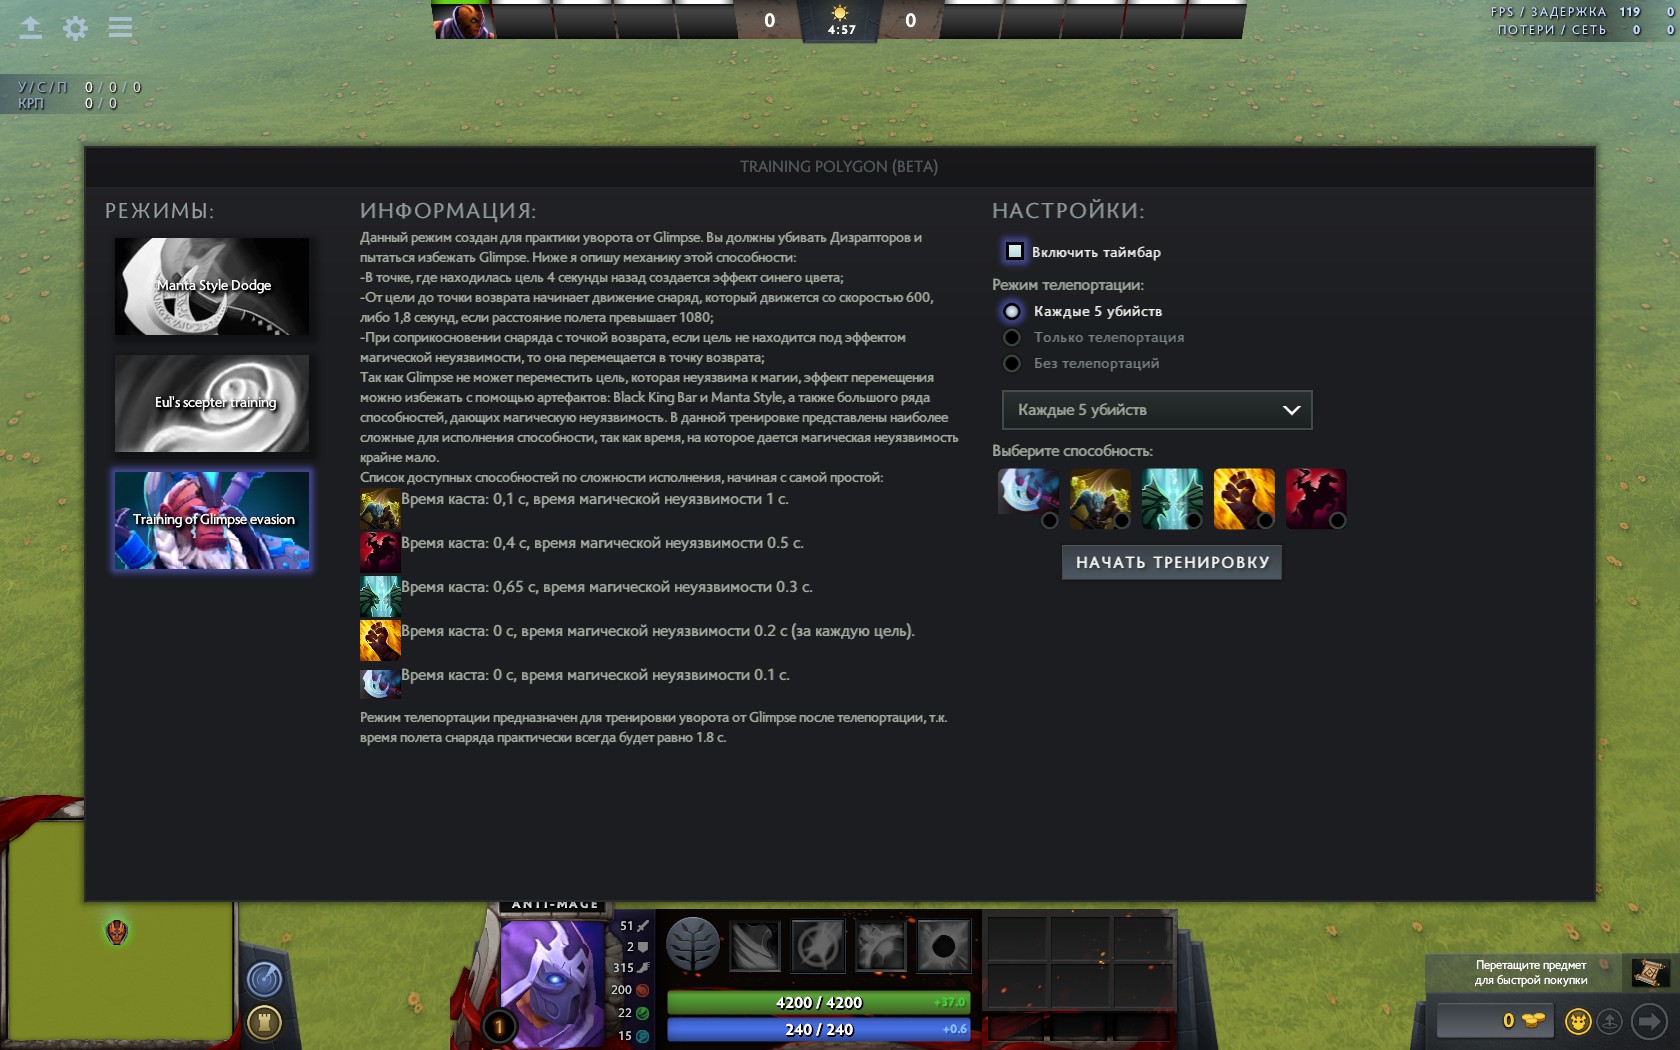 0
4:57
0
FPS / ЗАДЕРЖКА 119 0
ПОТЕРИ / СЕТЬ 0 0
У/С/П 0 / 0 / 0
КРП 0 / 0
TRAINING POLYGON (BETA)
РЕЖИМЫ:
Manta Style Dodge
Eul's scepter training
Training of Glimpse evasion
ИНФОРМАЦИЯ:
Данный режим создан для практики уворота от Glimpse. Вы должны убивать Дизрапторов и
пытаться избежать Glimpse. Ниже я опишу механику этой способности:
-В точке, где находилась цель 4 секунды назад создается эффект синего цвета;
-От цели до точки возврата начинает движение снаряд, который движется со скоростью 600,
либо 1,8 секунд, если расстояние полета превышает 1080;
-При соприкосновении снаряда с точкой возврата, если цель не находится под эффектом
магической неуязвимости, то она перемещается в точку возврата;
Так как Glimpse не может переместить цель, которая неуязвима к магии, эффект перемещения
можно избежать с помощью артефактов: Black King Bar и Manta Style, а также большого ряда
способностей, дающих магическую неуязвимость. В данной тренировке представлены наиболее
сложные для исполнения способности, так как время, на которое дается магическая неуязвимость
крайне мало.
Список доступных способностей по сложности исполнения, начиная с самой простой:
Время каста: 0,1 с, время магической неуязвимости 1 с.
Время каста: 0,4 с, время магической неуязвимости 0.5 с.
Время каста: 0,65 с, время магической неуязвимости 0.3 с.
Время каста: 0 с, время магической неуязвимости 0.2 с (за каждую цель).
Время каста: 0 с, время магической неуязвимости 0.1 с.
Режим телепортации предназначен для тренировки уворота от Glimpse после телепортации, т.к.
время полета снаряда практически всегда будет равно 1.8 с.
НАСТРОЙКИ:
Включить таймбар
Режим телепортации:
Каждые 5 убийств
Только телепортация
Без телепортаций
Каждые 5 убийств
Выберите способность:
НАЧАТЬ ТРЕНИРОВКУ
ANTI-MAGE
51
2
315
200
22
15
1
4200 / 4200 +37.0
240 / 240 +0.6
Перетащите предмет
для быстрой покупки
0